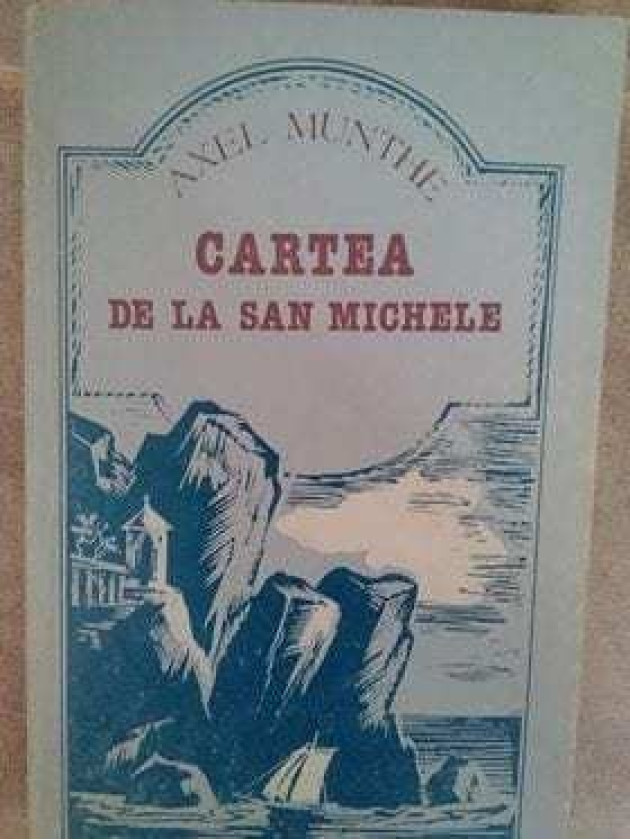 AXEL MUNTHE
CARTEA
DE LA SAN MICHELE